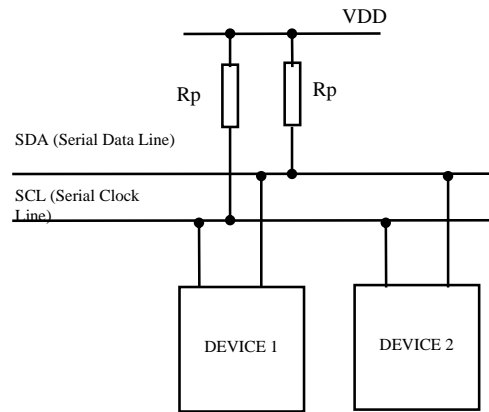 VDD
Rp
Rp
SDA (Serial Data Line)
SCL (Serial Clock
Line)
DEVICE 1
DEVICE 2